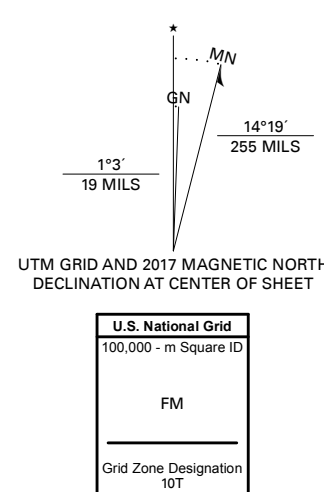 ★
MN
GN
14°19´
255 MILS
1°3´
19 MILS
UTM GRID AND 2017 MAGNETIC NORTH
DECLINATION AT CENTER OF SHEET
U.S. National Grid
100,000 - m Square ID
FM
Grid Zone Designation
10T